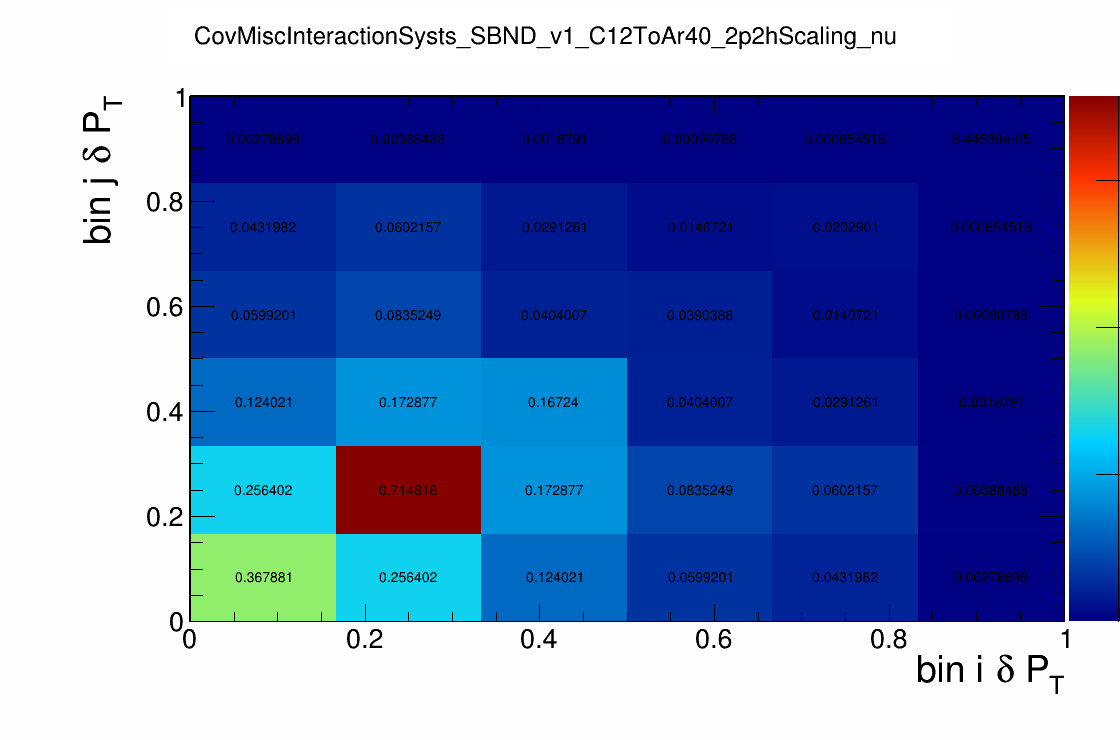 CovMiscInteractionSysts_SBND_v1_C12ToAr40_2p2hScaling_nu
bin j δ P_T
1
0.8
0.6
0.4
0.2
0
0.00278698 0.00388488 0.0018791 0.00090788 0.000654518 8.44539e-05
0.0431982 0.0602157 0.0291261 0.0140721 0.0202901 0.000654518
0.0599201 0.0835249 0.0404007 0.0390388 0.0140721 0.00090788
0.124021 0.172877 0.16724 0.0404007 0.0291261 0.0018791
0.256402 0.714818 0.172877 0.0835249 0.0602157 0.00388488
0.367881 0.256402 0.124021 0.0599201 0.0431982 0.00278698
0 0.2 0.4 0.6 0.8 1
bin i δ P_T